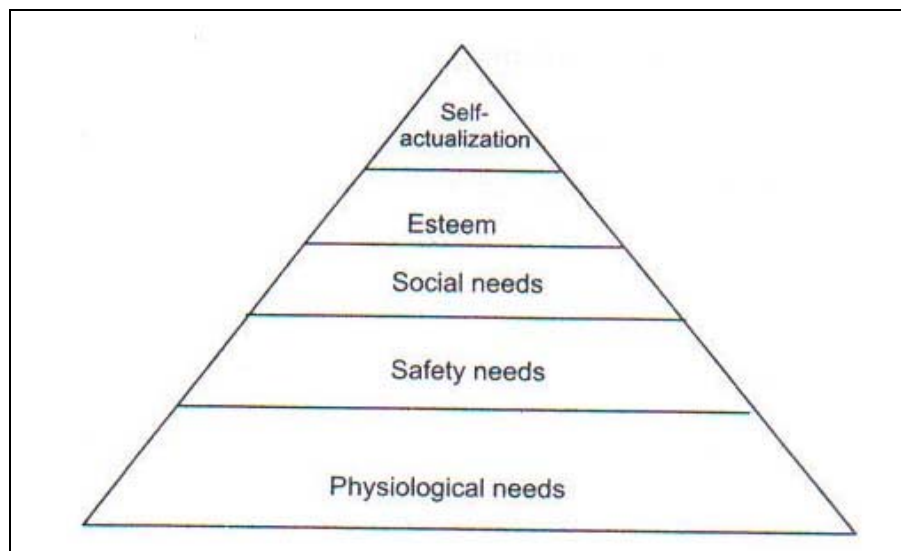 Self-
actualization
Esteem
Social needs
Safety needs
Physiological needs